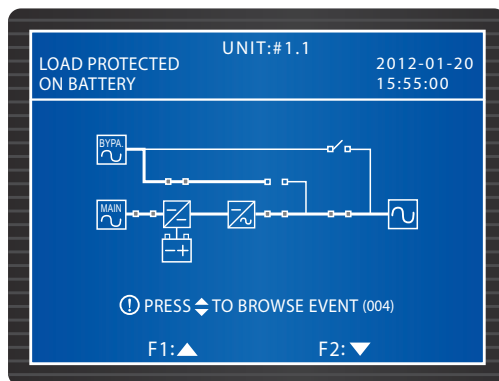 UNIT:#1.1
LOAD PROTECTED
ON BATTERY
2012-01-20
15:55:00
BYPA.
MAIN
PRESS TO BROWSE EVENT (004)
F1:
F2: